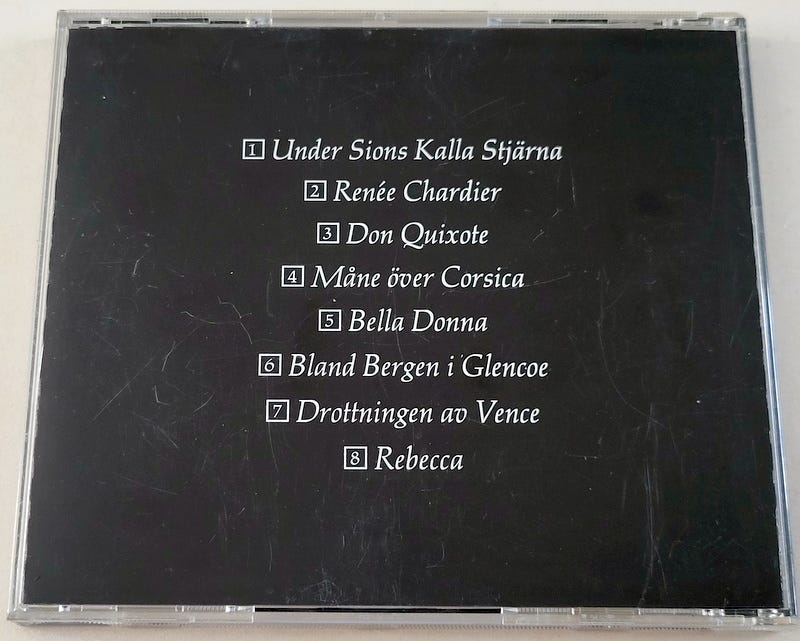 1 Under Sions Kalla Stjärna
2 Renée Chardier
3 Don Quixote
4 Måne över Corsica
5 Bella Donna
6 Bland Bergen i Glencoe
7 Drottningen av Vence
8 Rebecca